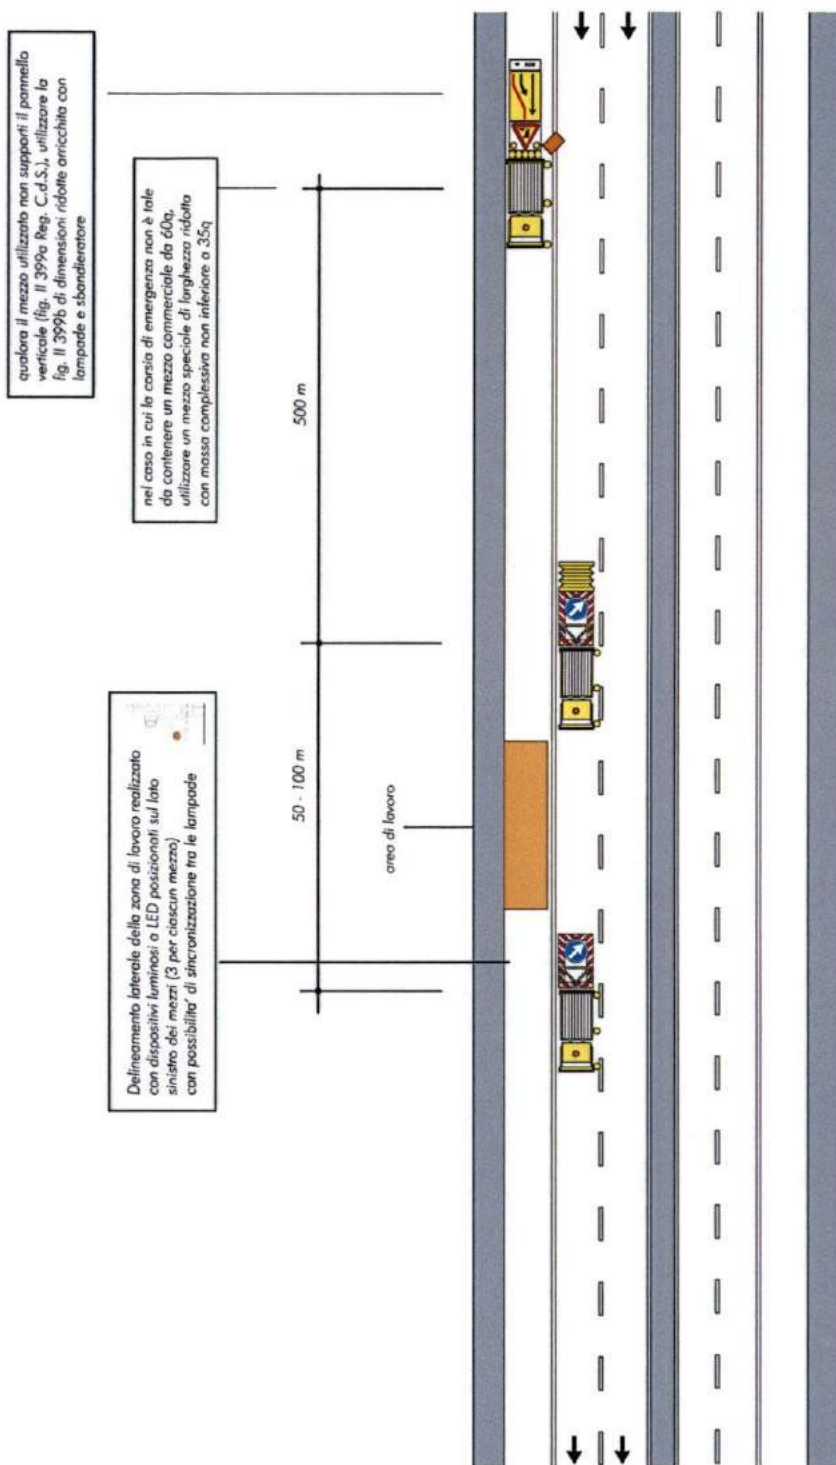 qualora il mezzo utilizzato non supporti il pannello
verticale (fig. II 399a Reg. C.d.S.), utilizzare la
fig. II 399b di dimensioni ridotte arricchita con
lampade e sbandieratore
nel caso in cui la corsia di emergenza non è tale
da contenere un mezzo commerciale da 60q,
utilizzare un mezzo speciale di larghezza ridotta
con massa complessiva non inferiore a 35q
500 m
Delineamento laterale della zona di lavoro realizzato
con dispositivi luminosi a LED posizionati sul lato
sinistro dei mezzi (3 per ciascun mezzo)
con possibilita' di sincronizzazione tra le lampade
50 - 100 m
area di lavoro